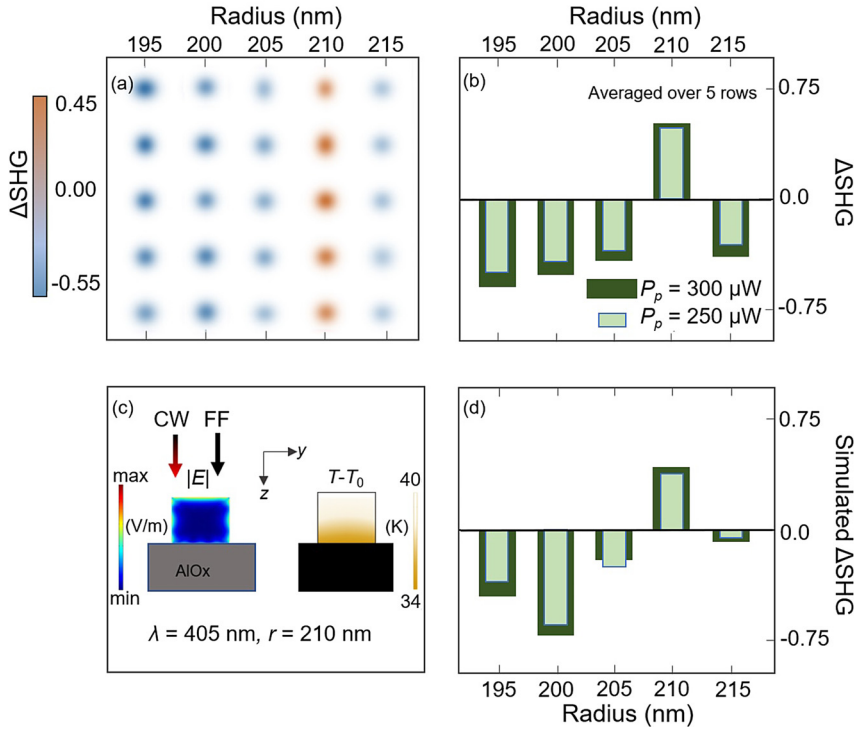 Radius (nm)
195 200 205 210 215
(a)
0.45
0.00
-0.55
ΔSHG
Radius (nm)
195 200 205 210 215
(b)
Averaged over 5 rows
0.75
0.0
-0.75
ΔSHG
Pp = 300 µW
Pp = 250 µW
(c)
CW FF
|E|
y
z
T-T0
max
(V/m)
min
AlOx
40
(K)
34
λ = 405 nm, r = 210 nm
(d)
0.75
0.0
-0.75
Simulated ΔSHG
195 200 205 210 215
Radius (nm)